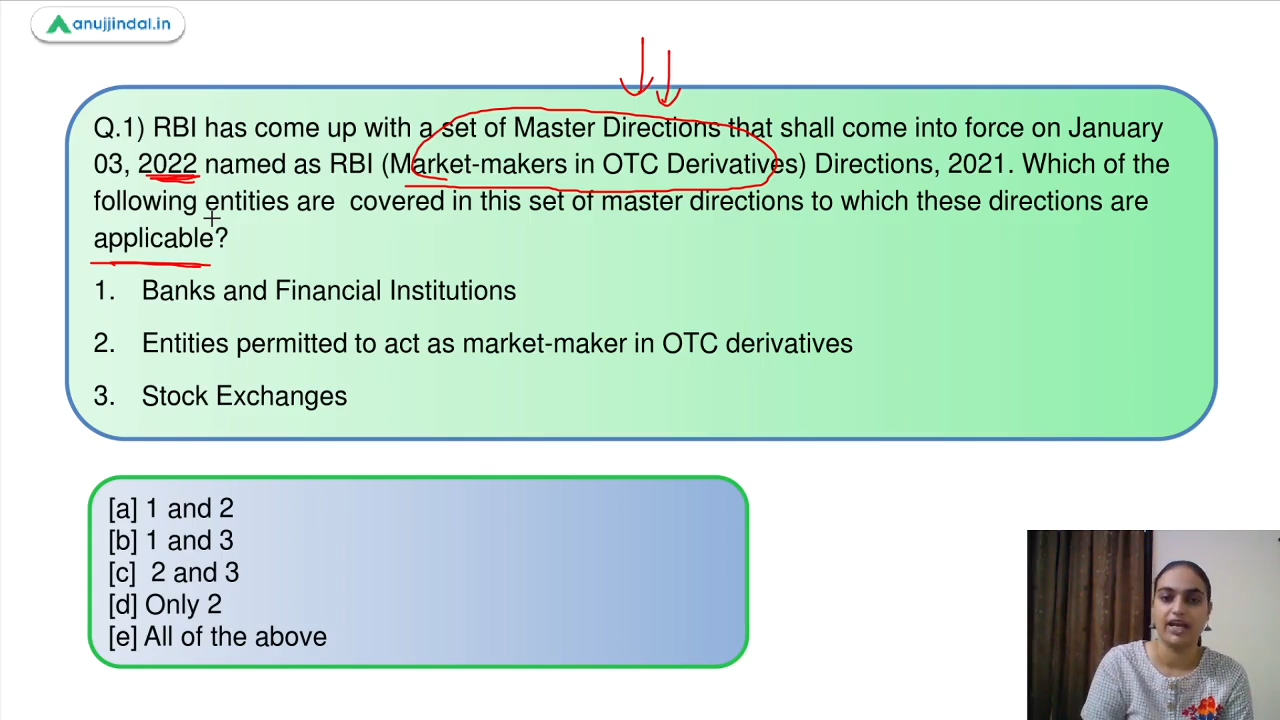 anujjindal.in
Q.1) RBI has come up with a set of Master Directions that shall come into force on January
03, 2022 named as RBI (Market-makers in OTC Derivatives) Directions, 2021. Which of the
following entities are covered in this set of master directions to which these directions are
applicable?
1. Banks and Financial Institutions
2. Entities permitted to act as market-maker in OTC derivatives
3. Stock Exchanges
[a] 1 and 2
[b] 1 and 3
[c] 2 and 3
[d] Only 2
[e] All of the above